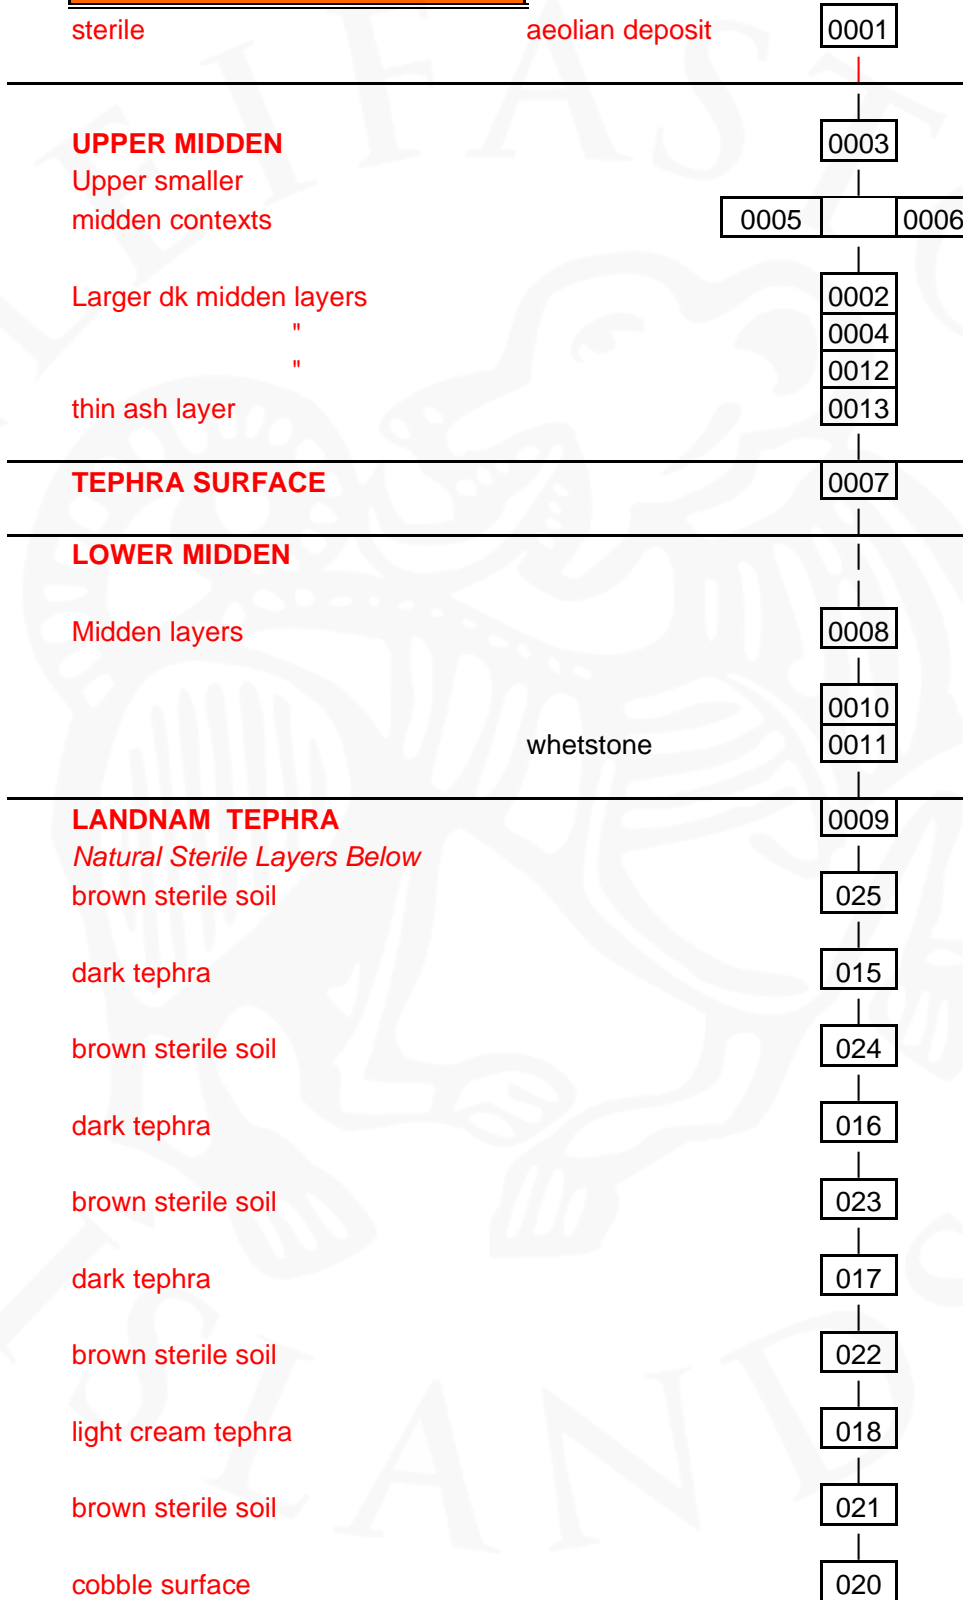 sterile aeolian deposit 0001
UPPER MIDDEN 0003
Upper smaller
midden contexts 0005 0006
Larger dk midden layers 0002
" 0004
" 0012
thin ash layer 0013
TEPHRA SURFACE 0007
LOWER MIDDEN
Midden layers 0008
0010
whetstone 0011
LANDNAM TEPHRA 0009
Natural Sterile Layers Below
brown sterile soil 025
dark tephra 015
brown sterile soil 024
dark tephra 016
brown sterile soil 023
dark tephra 017
brown sterile soil 022
light cream tephra 018
brown sterile soil 021
cobble surface 020